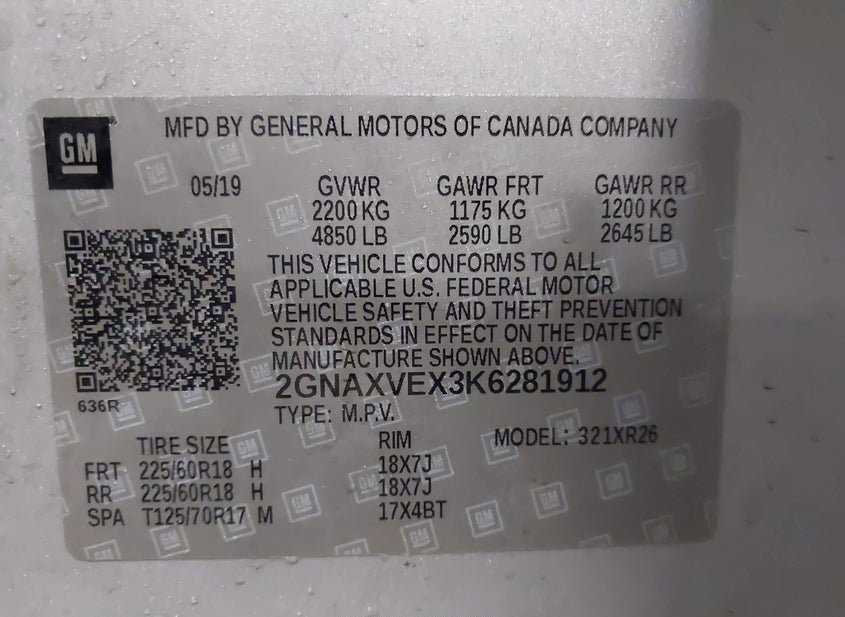 GM
MFD BY GENERAL MOTORS OF CANADA COMPANY
05/19 GVWR GAWR FRT GAWR RR
2200 KG 1175 KG 1200 KG
4850 LB 2590 LB 2645 LB
THIS VEHICLE CONFORMS TO ALL
APPLICABLE U.S. FEDERAL MOTOR
VEHICLE SAFETY AND THEFT PREVENTION
STANDARDS IN EFFECT ON THE DATE OF
MANUFACTURE SHOWN ABOVE.
2GNAXVEX3K6281912
636R
TYPE: M.P.V.
TIRE SIZE RIM MODEL: 321XR26
FRT 225/60R18 H 18X7J
RR 225/60R18 H 18X7J
SPA T125/70R17 M 17X4BT